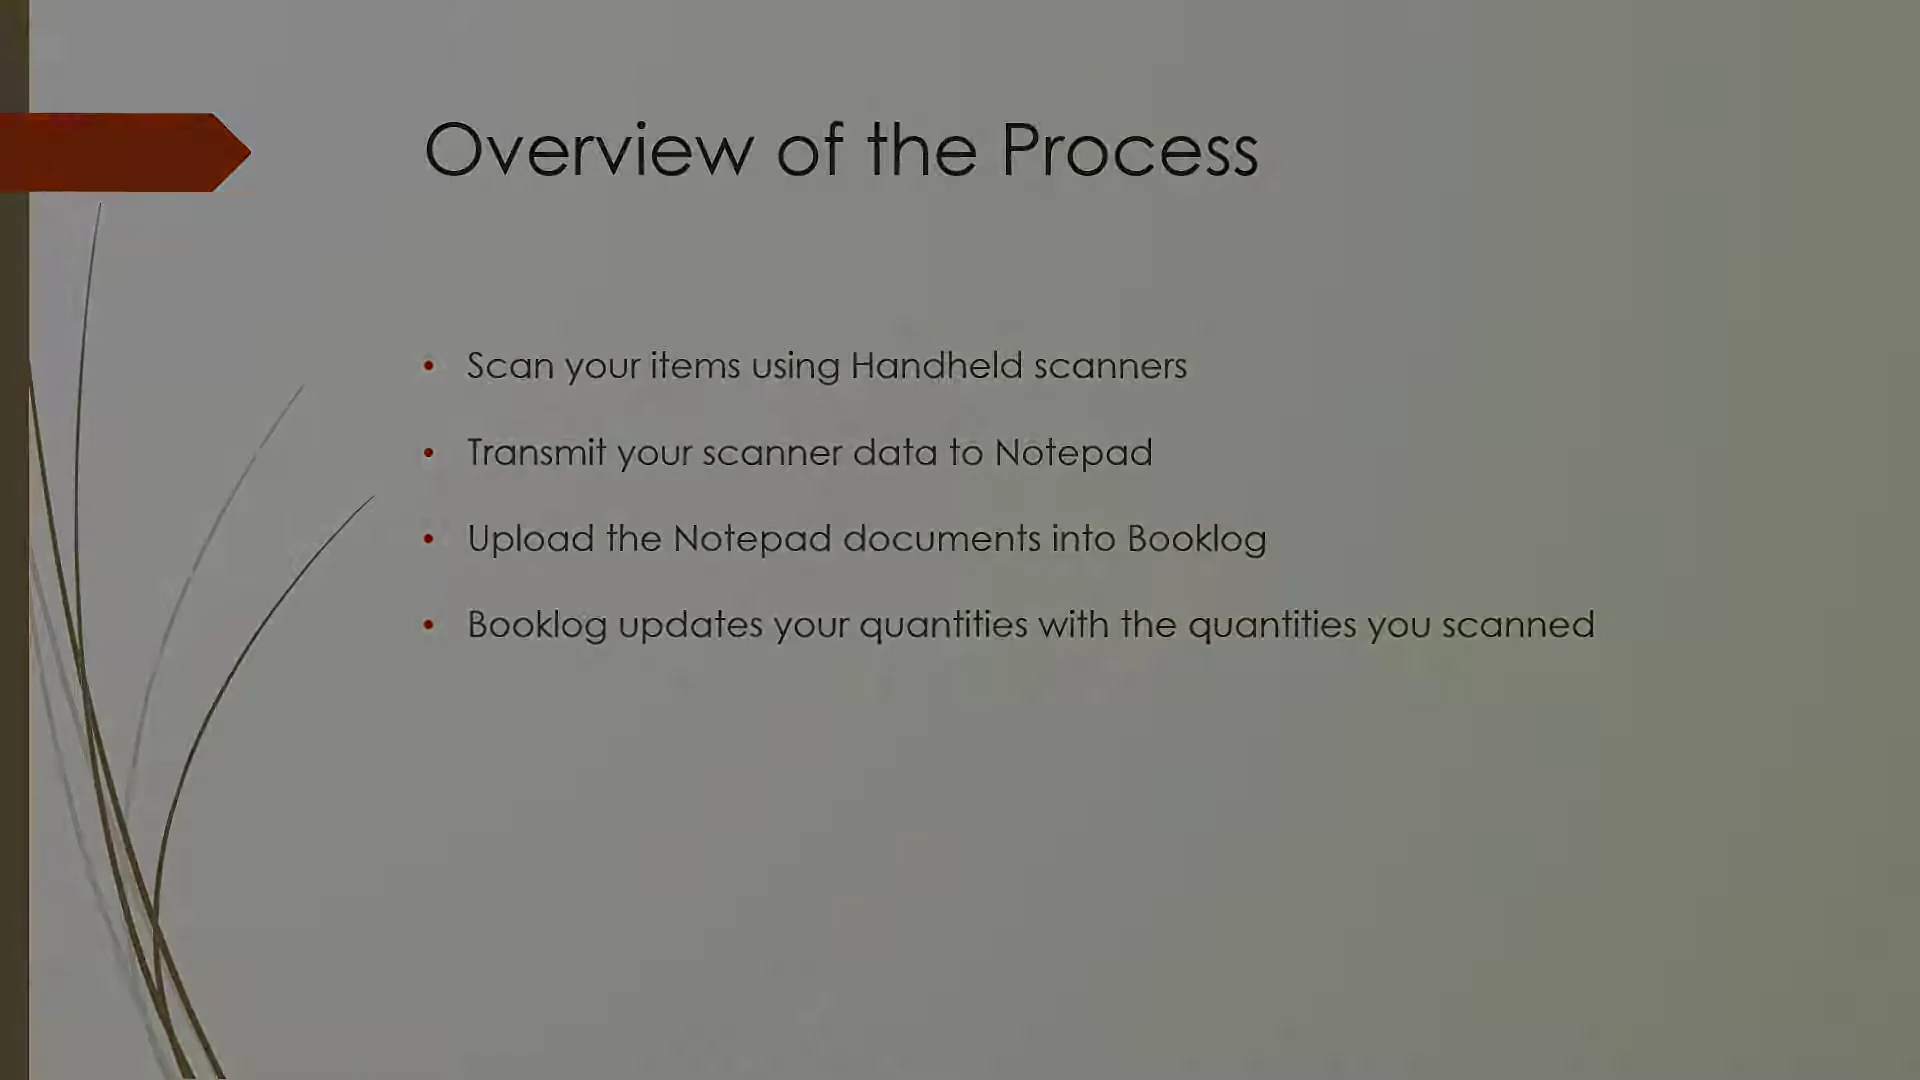 Overview of the Process
• Scan your items using Handheld scanners
• Transmit your scanner data to Notepad
• Upload the Notepad documents into Booklog
• Booklog updates your quantities with the quantities you scanned